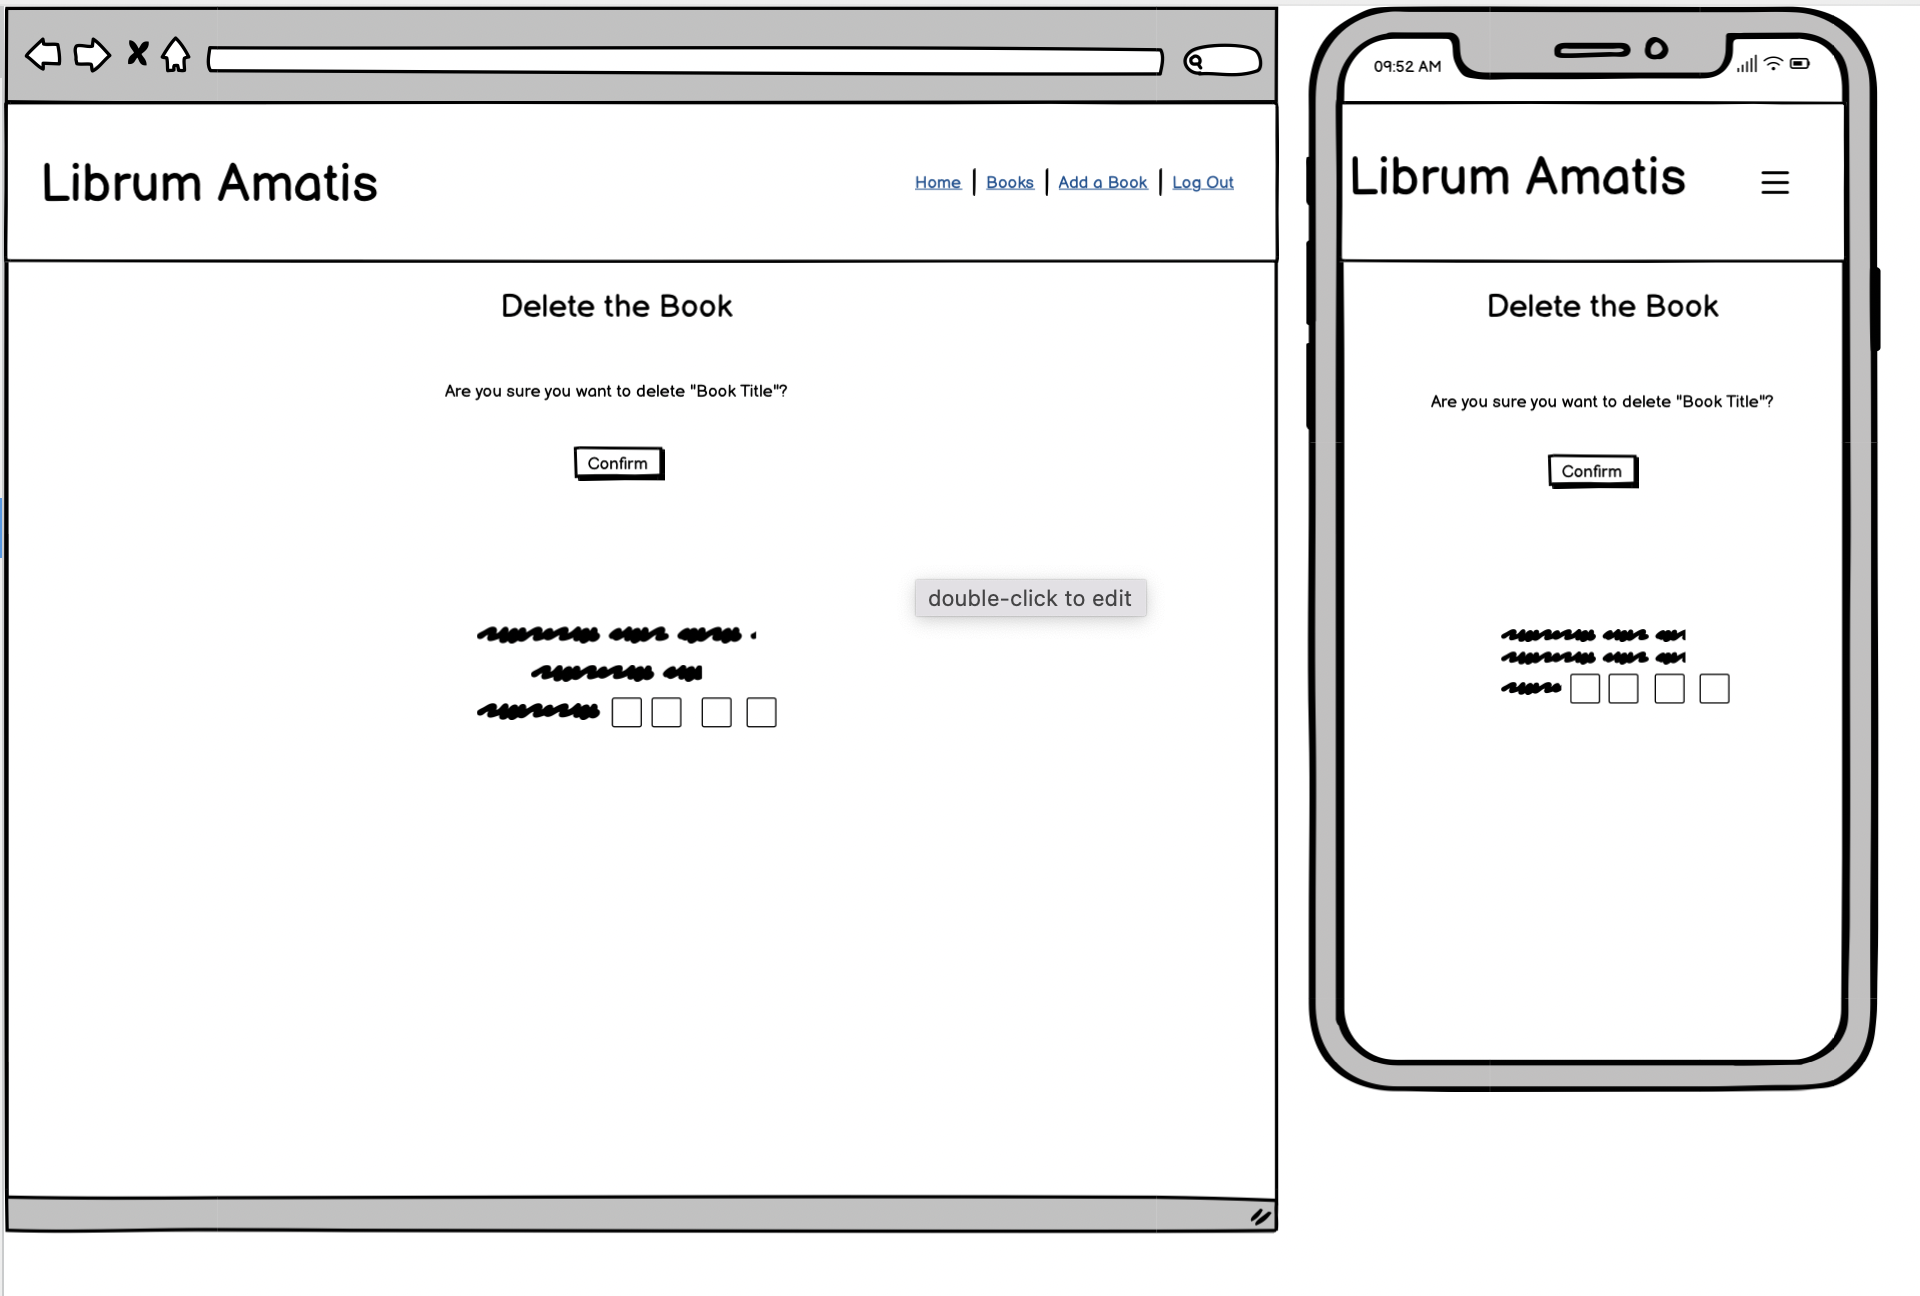 Librum Amatis
Home | Books | Add a Book | Log Out
Delete the Book
Are you sure you want to delete "Book Title"?
Confirm
double-click to edit
09:52 AM
Librum Amatis
Delete the Book
Are you sure you want to delete "Book Title"?
Confirm